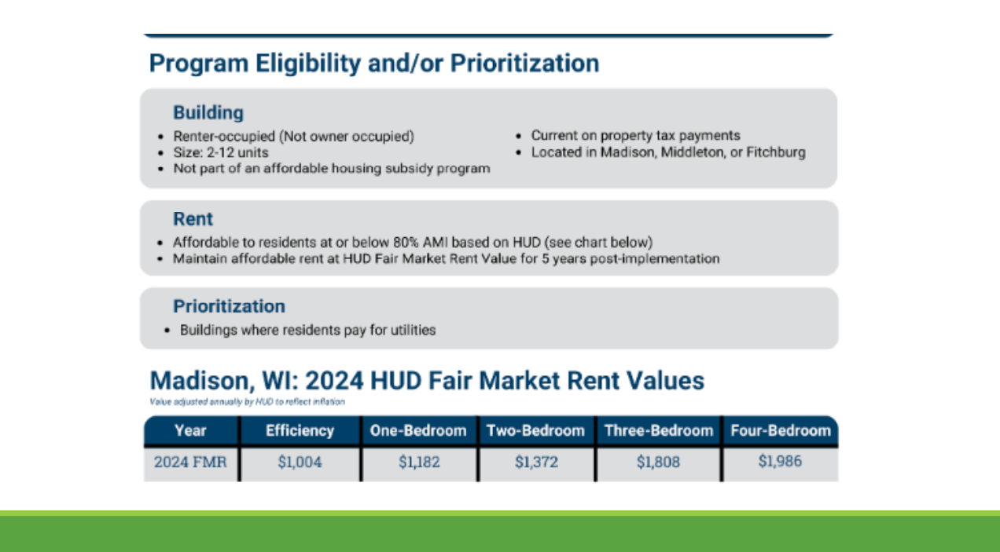 Program Eligibility and/or Prioritization
Building
• Renter-occupied (Not owner occupied)
• Size: 2-12 units
• Not part of an affordable housing subsidy program
• Current on property tax payments
• Located in Madison, Middleton, or Fitchburg
Rent
• Affordable to residents at or below 80% AMI based on HUD (see chart below)
• Maintain affordable rent at HUD Fair Market Rent Value for 5 years post-implementation
Prioritization
• Buildings where residents pay for utilities
Madison, WI: 2024 HUD Fair Market Rent Values
Value adjusted annually by HUD to reflect inflation
Year Efficiency One-Bedroom Two-Bedroom Three-Bedroom Four-Bedroom
2024 FMR $1,004 $1,182 $1,372 $1,808 $1,986